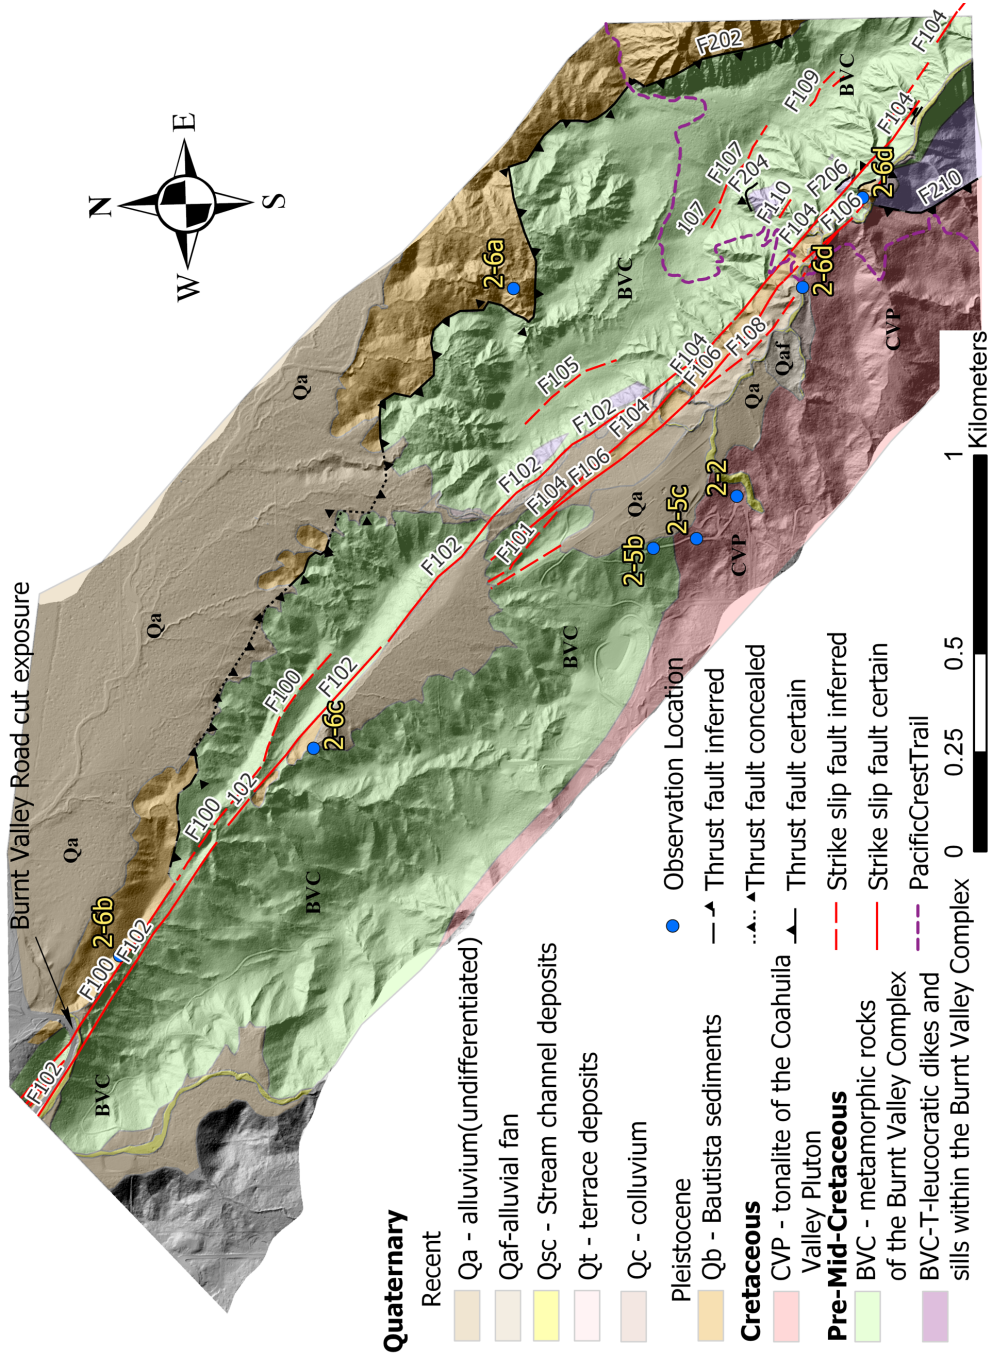 N
E
S
W
Burnt Valley Road cut exposure
F202
F104
BVC
F109
F104
F107
F204
107
F110
F206
2-6d
F210
F104
F106
2-6d
CVP
2-6a
BVC
Qa
F105
F104
F106
F108
Qaf
Qa
F102
F104
F102
F106
F104
F101
F102
Qa
2-2
2-5c
2-5b
CVP
BVC
Qa
F100
F102
2-6c
F100
102
Qa
2-6b
F100
F102
BVC
F102
BVC
Quaternary
Recent
Qa - alluvium(undifferentiated)
Qaf-alluvial fan
Qsc - Stream channel deposits
Qt - terrace deposits
Qc - colluvium
Pleistocene
Qb - Bautista sediments
Cretaceous
CVP - tonalite of the Coahuila
Valley Pluton
Pre-Mid-Cretaceous
BVC - metamorphic rocks
of the Burnt Valley Complex
BVC-T-leucocratic dikes and
sills within the Burnt Valley Complex
Observation Location
Thrust fault inferred
Thrust fault concealed
Thrust fault certain
Strike slip fault inferred
Strike slip fault certain
PacificCrestTrail
0 0.25 0.5 1
Kilometers